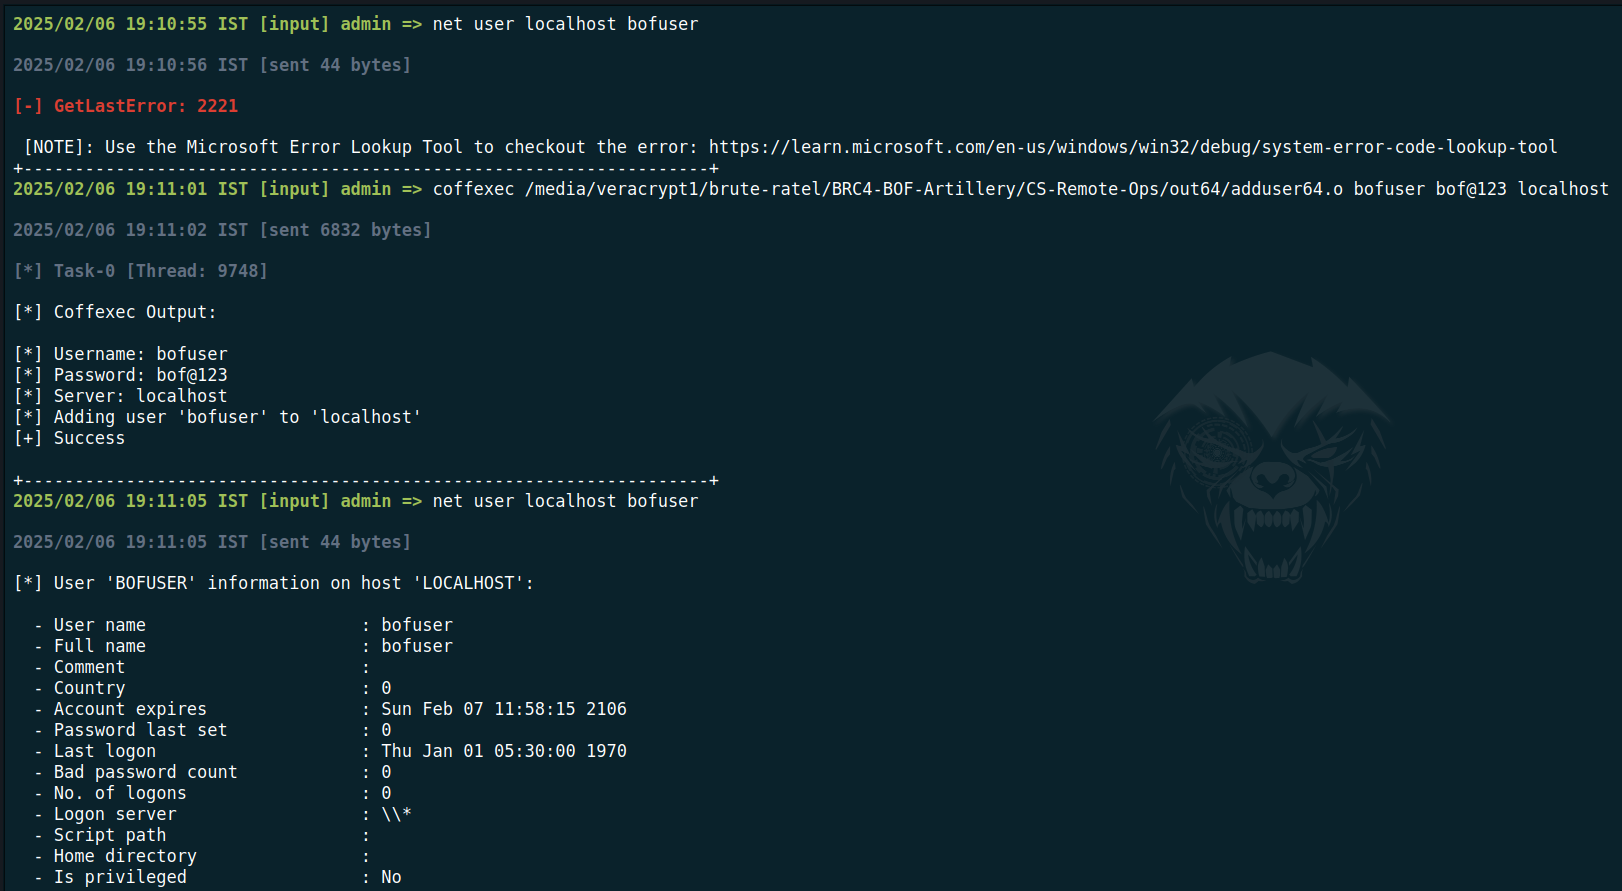 2025/02/06 19:10:55 IST [input] admin => net user localhost bofuser
2025/02/06 19:10:56 IST [sent 44 bytes]
[-] GetLastError: 2221
[NOTE]: Use the Microsoft Error Lookup Tool to checkout the error: https://learn.microsoft.com/en-us/windows/win32/debug/system-error-code-lookup-tool
+-------------------------------------------------------------------+
2025/02/06 19:11:01 IST [input] admin => coffexec /media/veracrypt1/brute-ratel/BRC4-BOF-Artillery/CS-Remote-Ops/out64/adduser64.o bofuser bof@123 localhost
2025/02/06 19:11:02 IST [sent 6832 bytes]
[*] Task-0 [Thread: 9748]
[*] Coffexec Output:
[*] Username: bofuser
[*] Password: bof@123
[*] Server: localhost
[*] Adding user 'bofuser' to 'localhost'
[+] Success
+-------------------------------------------------------------------+
2025/02/06 19:11:05 IST [input] admin => net user localhost bofuser
2025/02/06 19:11:05 IST [sent 44 bytes]
[*] User 'BOFUSER' information on host 'LOCALHOST':
- User name : bofuser
- Full name : bofuser
- Comment :
- Country : 0
- Account expires : Sun Feb 07 11:58:15 2106
- Password last set : 0
- Last logon : Thu Jan 01 05:30:00 1970
- Bad password count : 0
- No. of logons : 0
- Logon server : \\*
- Script path :
- Home directory :
- Is privileged : No